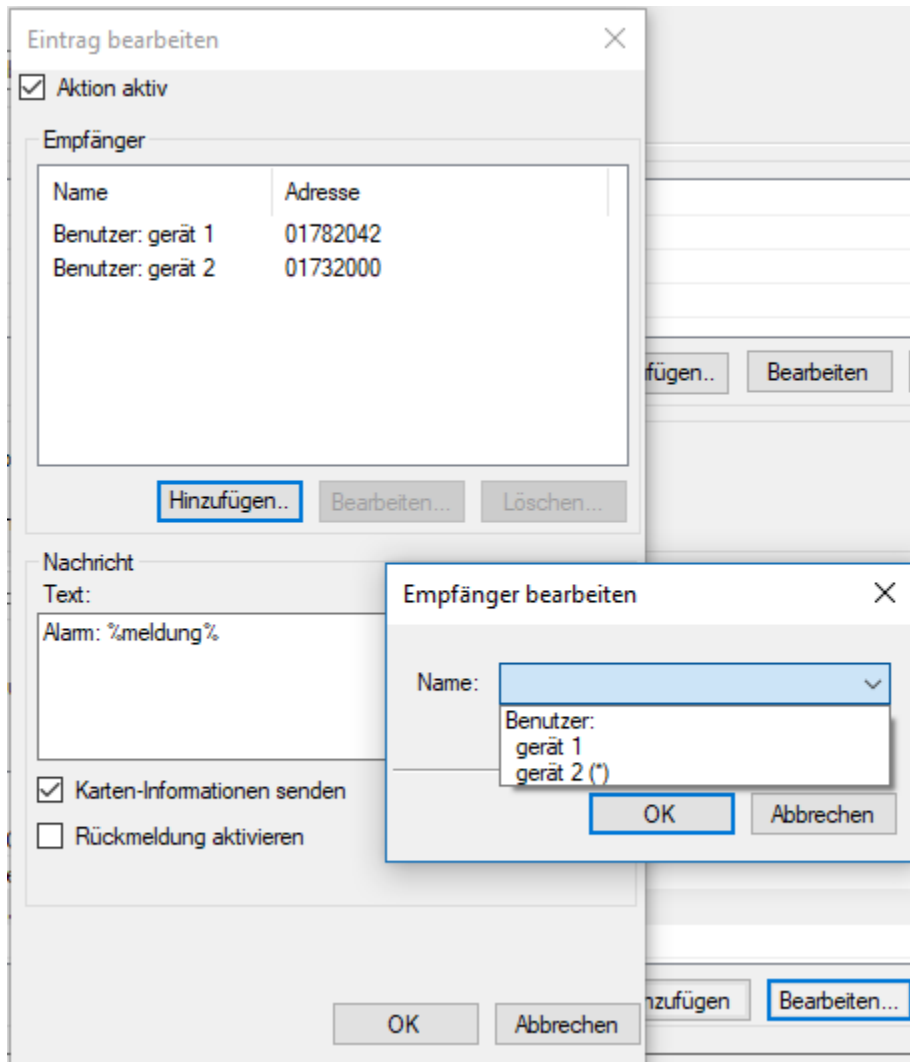 Eintrag bearbeiten
Aktion aktiv
Empfänger
Name Adresse
Benutzer: gerät 1 01782042
Benutzer: gerät 2 01732000
Hinzufügen.. Bearbeiten... Löschen...
fügen.. Bearbeiten
Nachricht
Text:
Alarm: %meldung%
Karten-Informationen senden
Rückmeldung aktivieren
Empfänger bearbeiten
Name:
Benutzer:
gerät 1
gerät 2 (*)
OK Abbrechen
OK Abbrechen
nzufügen Bearbeiten...